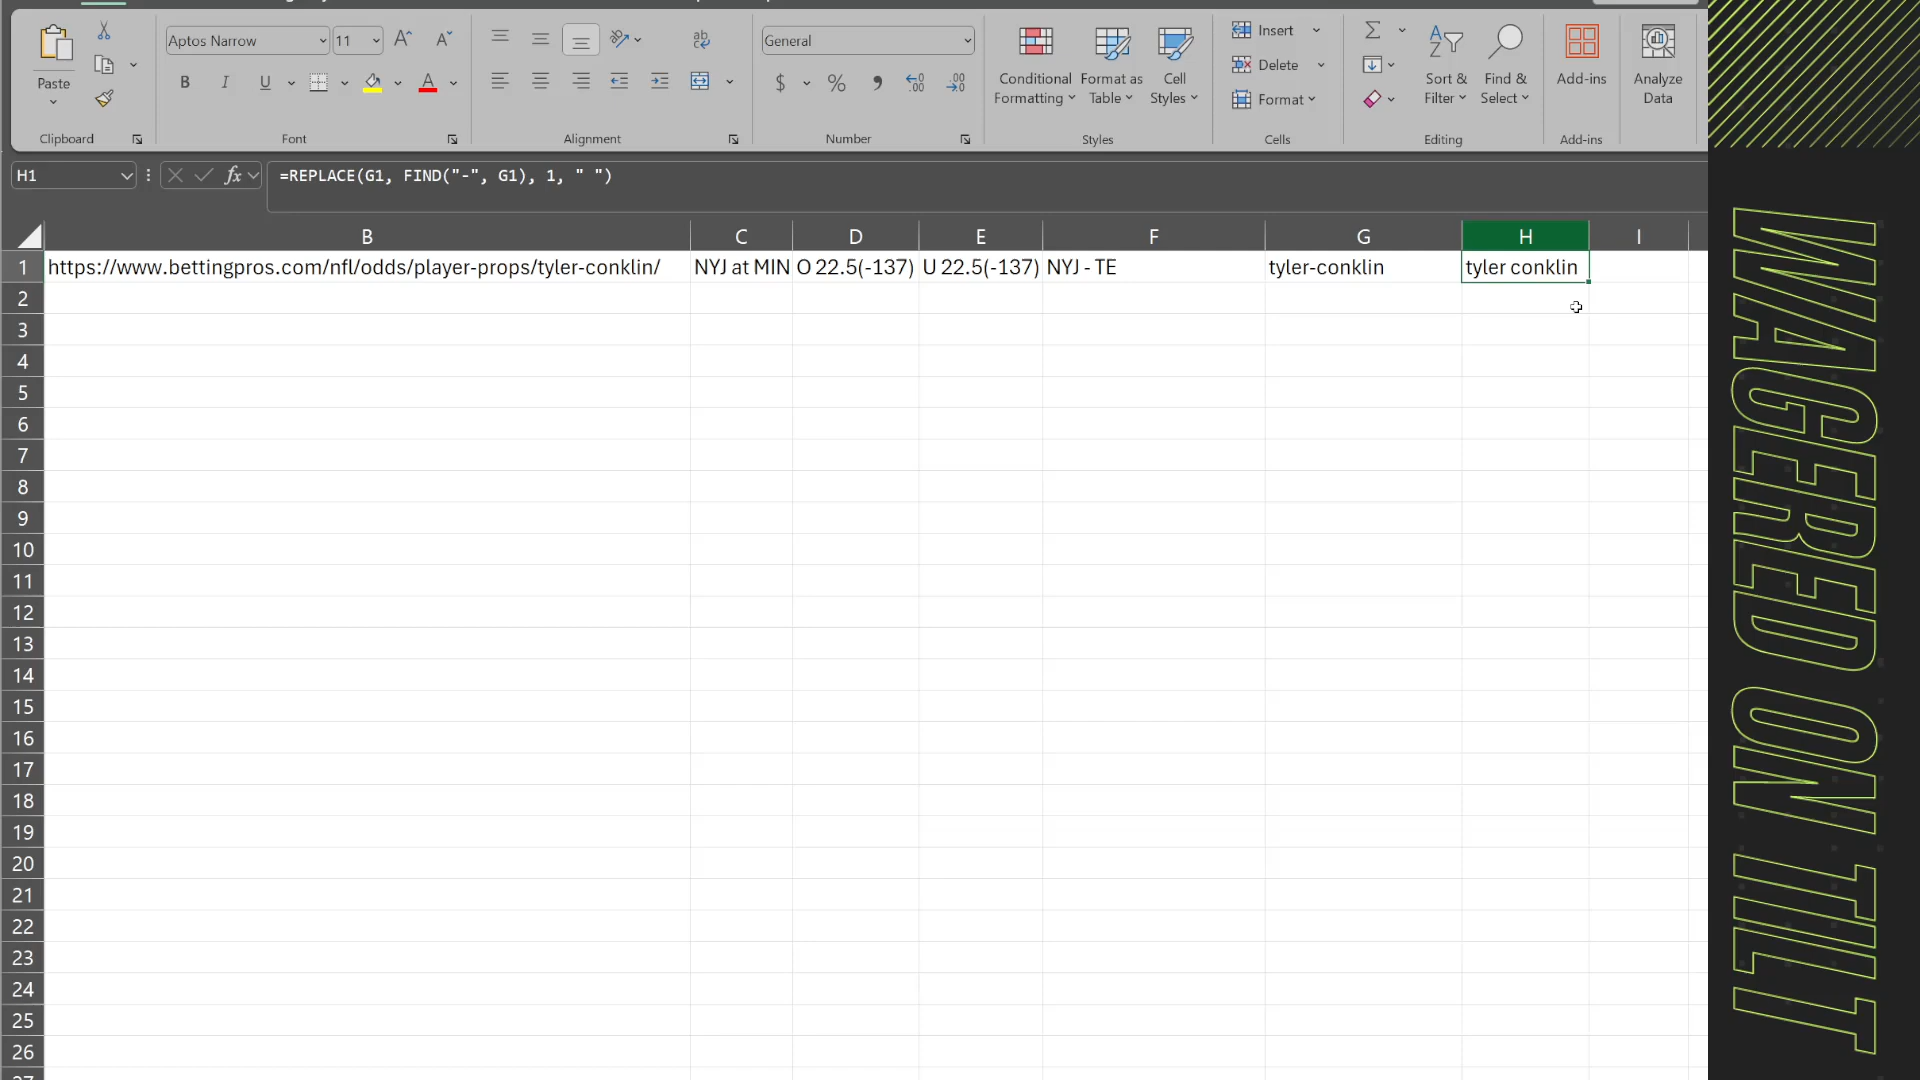 Aptos Narrow 11 General
Paste
B I U
Conditional Formatting
Format as Table
Cell Styles
Insert
Delete
Format
Sort & Filter
Find & Select
Add-ins
Analyze Data
Clipboard Font Alignment Number Styles Cells Editing Add-ins
H1 fx =REPLACE(G1, FIND("-", G1), 1, " ")
B C D E F G H I
1 https://www.bettingpros.com/nfl/odds/player-props/tyler-conklin/ NYJ at MIN O 22.5(-137) U 22.5(-137) NYJ - TE tyler-conklin tyler conklin
2
3
4
5
6
7
8
9
10
11
12
13
14
15
16
17
18
19
20
21
22
23
24
25
26
27
WAGERED ON TILT